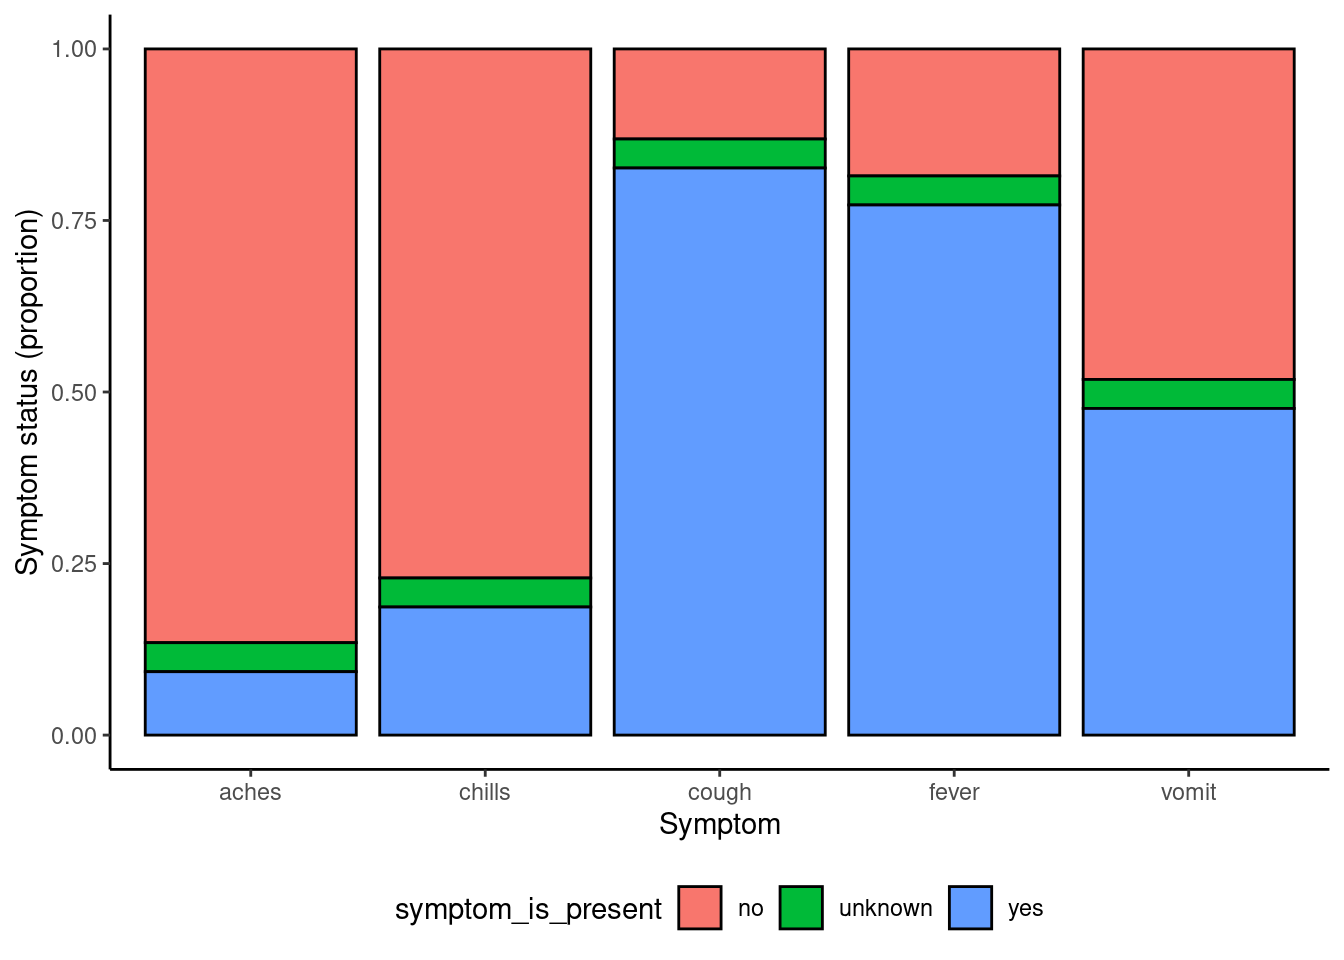 Symptom status (proportion)
1.00
0.75
0.50
0.25
0.00
aches chills cough fever vomit
Symptom
symptom_is_present no unknown yes